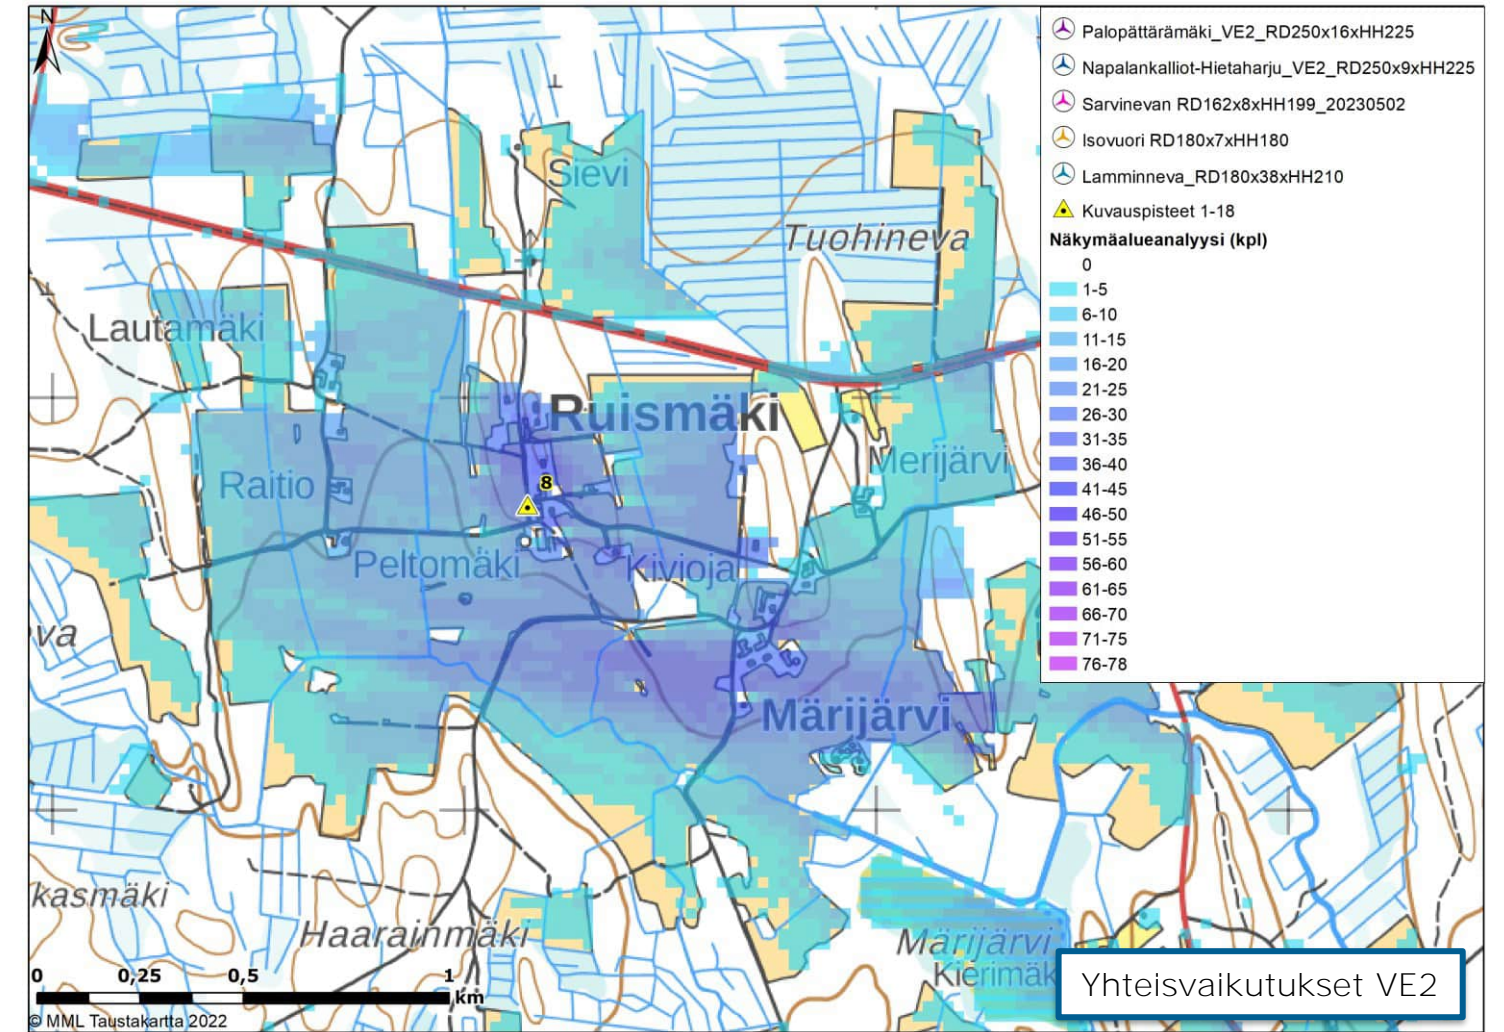 N
Palopättärämäki_VE2_RD250x16xHH225
Napalankalliot-Hietaharju_VE2_RD250x9xHH225
Sarvinevan RD162x8xHH199_20230502
Isovuori RD180x7xHH180
Lamminneva_RD180x38xHH210
Kuvauspisteet 1-18
Näkymäalueanalyysi (kpl)
0
1-5
6-10
11-15
16-20
21-25
26-30
31-35
36-40
41-45
46-50
51-55
56-60
61-65
66-70
71-75
76-78
Sievi
Tuohineva
Lautamäki
Ruismäki
Merijärvi
Raitio
8
Peltomäki
Kivioja
va
Märijärvi
kasmäki
Haarainmäki
Märijärvi
Kierimäk
Yhteisvaikutukset VE2
0 0,25 0,5 1
km
© MML Taustakartta 2022